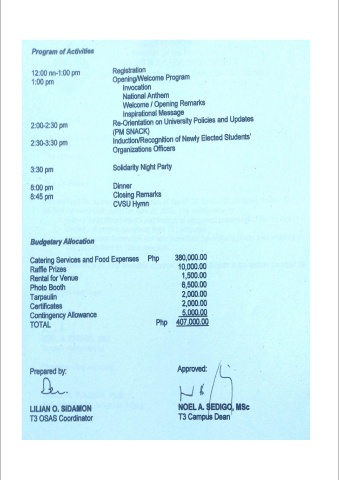 Program of Activities
12:00 nn-1:00 pm Registration
1:00 pm Opening/Welcome Program
Invocation
National Anthem
Welcome / Opening Remarks
Inspirational Message
2:00-2:30 pm Re-Orientation on University Policies and Updates
(PM SNACK)
2:30-3:30 pm Induction/Recognition of Newly Elected Students'
Organizations Officers
3:30 pm Solidarity Night Party
6:00 pm Dinner
8:45 pm Closing Remarks
CVSU Hymn
Budgetary Allocation
Catering Services and Food Expenses Php 380,000.00
Raffle Prizes 10,000.00
Rental for Venue 1,500.00
Photo Booth 6,500.00
Tarpaulin 2,000.00
Certificates 2,000.00
Contingency Allowance 5,000.00
TOTAL Php 407,000.00
Prepared by: Approved:
LILIAN O. SIDAMON NOEL A. SEDIGO, MSc
T3 OSAS Coordinator T3 Campus Dean